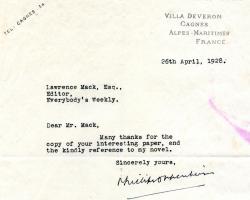 TEL. CAGNES 34
VILLA DEVERON
CAGNES
ALPES-MARITIMES
FRANCE.
26th April, 1928.
Lawrence Mack, Esq.,
Editor,
Everybody's Weekly.
Dear Mr. Mack,
Many thanks for the
copy of your interesting paper, and
the kindly reference to my novel.
Sincerely yours,